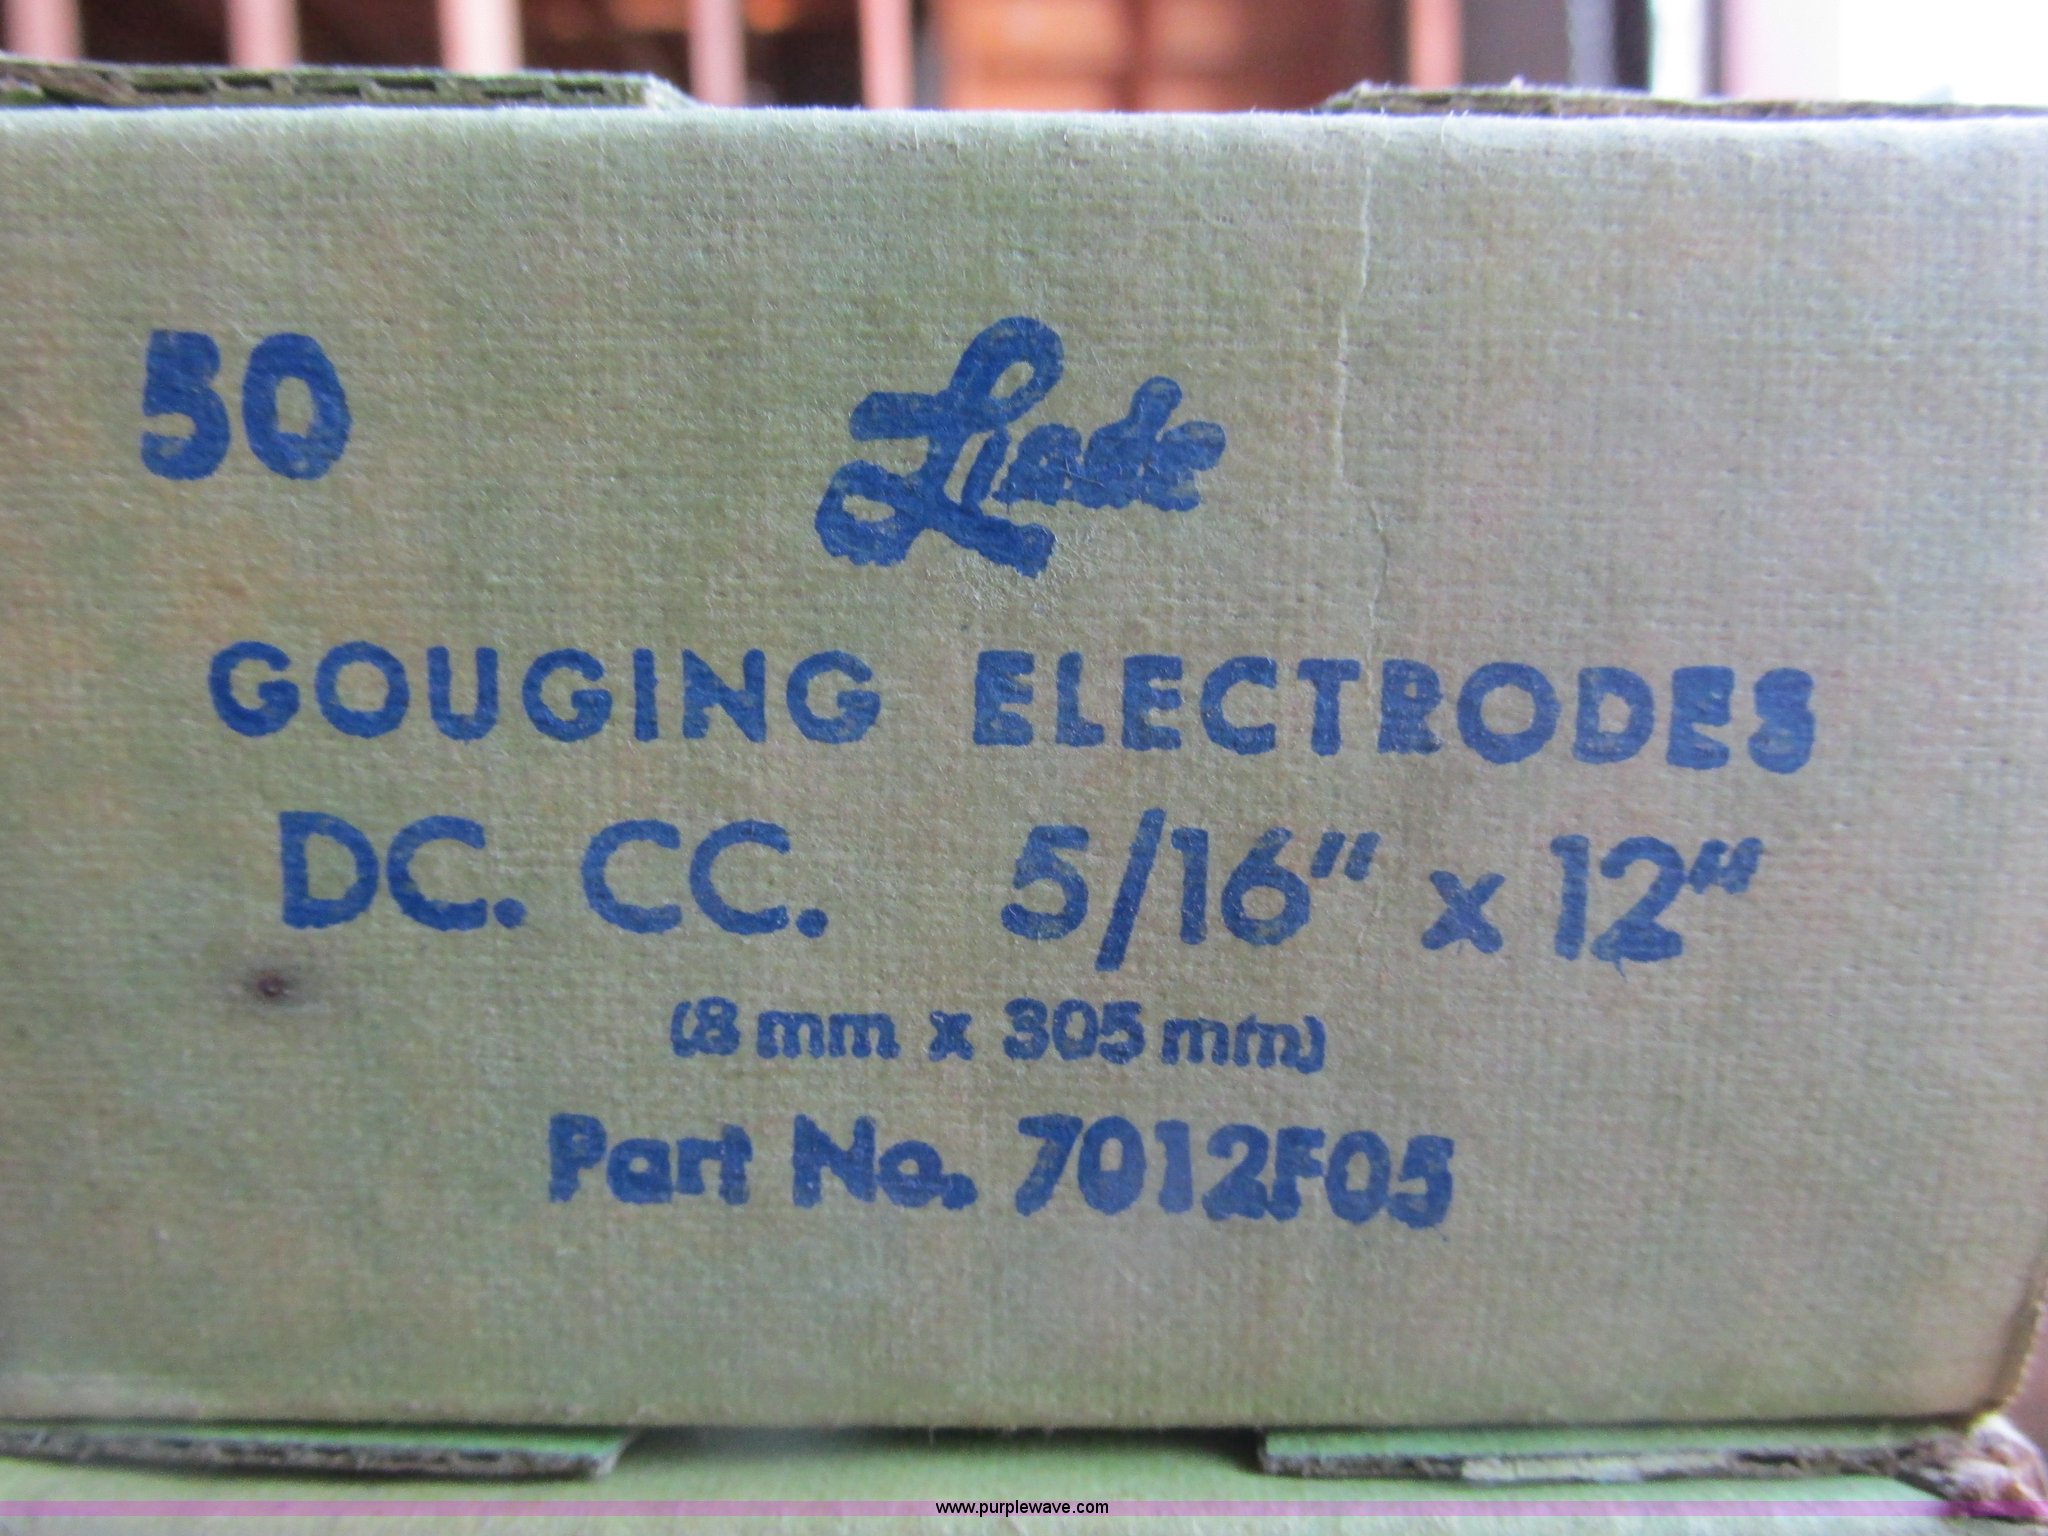 50 Linde
GOUGING ELECTRODES
DC. CC. 5/16" x 12"
(8 mm x 305 mm)
Part No. 7012F05
www.purplewave.com